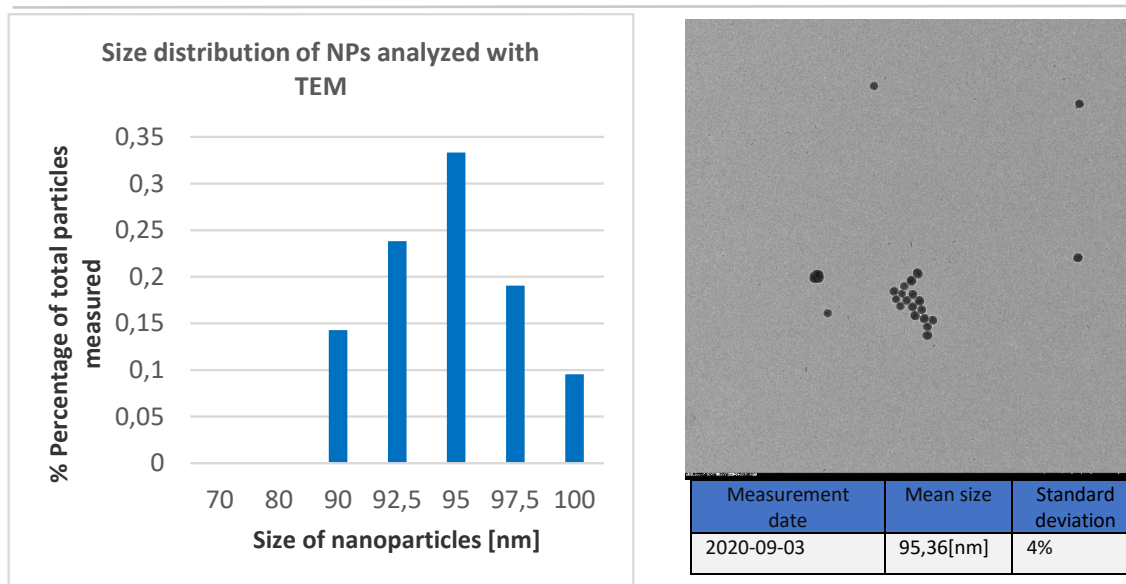 Size distribution of NPs analyzed with
TEM
% Percentage of total particles
measured
0,35
0,3
0,25
0,2
0,15
0,1
0,05
0
70 80 90 92,5 95 97,5 100
Size of nanoparticles [nm]
Measurement date Mean size Standard deviation
2020-09-03 95,36[nm] 4%